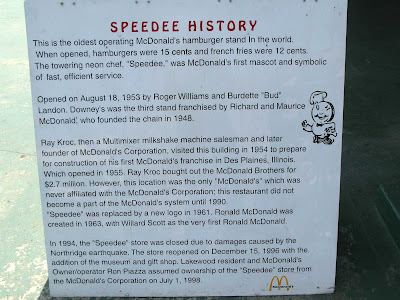 SPEEDEE HISTORY
This is the oldest operating McDonald's hamburger stand In the world.
When opened, hamburgers were 15 cents and french fries were 12 cents.
The towering neon chef, "Speedee," was McDonald's first mascot and symbolic
of fast, efficient service.
Opened on August 18, 1953 by Roger Williams and Burdette "Bud"
Landon. Downey's was the third stand franchised by Richard and Maurice
McDonald, who founded the chain in 1948.
Ray Kroc, then a Multimixer milkshake machine salesman and later
founder of McDonald's Corporation, visited this building in 1954 to prepare
for construction of his first McDonald's franchise in Des Plaines, Illinois.
Which opened in 1955. Ray Kroc bought out the McDonald Brothers for
$2.7 million. However, this location was the only "McDonald's" which was
never affiliated with the McDonald's Corporation; this restaurant did not
become a part of the McDonald's system until 1990.
"Speedee" was replaced by a new logo in 1961. Ronald McDonald was
created in 1963, with Willard Scott as the very first Ronald McDonald.
In 1994, the "Speedee" store was closed due to damages caused by the
Northridge earthquake. The store reopened on December 15, 1996 with the
addition of the museum and gift shop. Lakewood resident and McDonald's
Owner/operator Ron Piazza assumed ownership of the "Speedee" store from
the McDonald's Corporation on July 1, 1998.